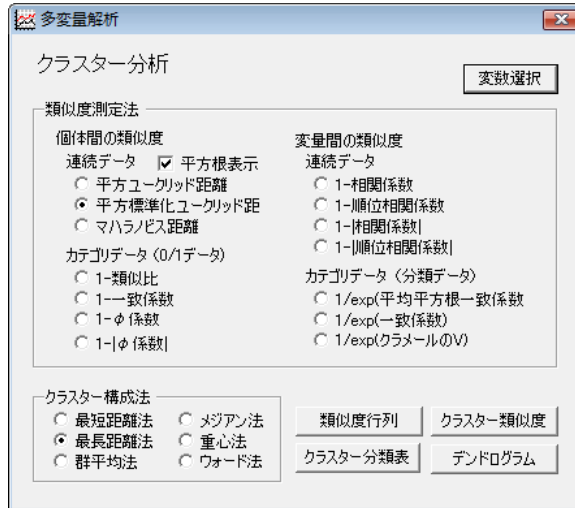 多変量解析
クラスター分析
変数選択
類似度測定法
個体間の類似度
連続データ
平方根表示
平方ユークリッド距離
平方標準化ユークリッド距
マハラノビス距離
カテゴリデータ (0/1データ)
1-類似比
1-一致係数
1-φ係数
1-|φ係数|
変量間の類似度
連続データ
1-相関係数
1-順位相関係数
1-|相関係数|
1-|順位相関係数|
カテゴリデータ (分類データ)
1/exp(平均平方根一致係数
1/exp(一致係数)
1/exp(クラメールのV)
クラスター構成法
最短距離法
最長距離法
群平均法
メジアン法
重心法
ウォード法
類似度行列
クラスター類似度
クラスター分類表
デンドログラム